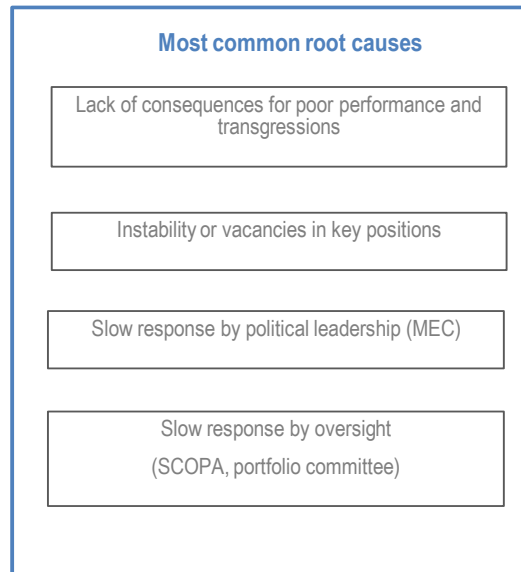 Most common root causes
Lack of consequences for poor performance and
transgressions
Instability or vacancies in key positions
Slow response by political leadership (MEC)
Slow response by oversight
(SCOPA, portfolio committee)